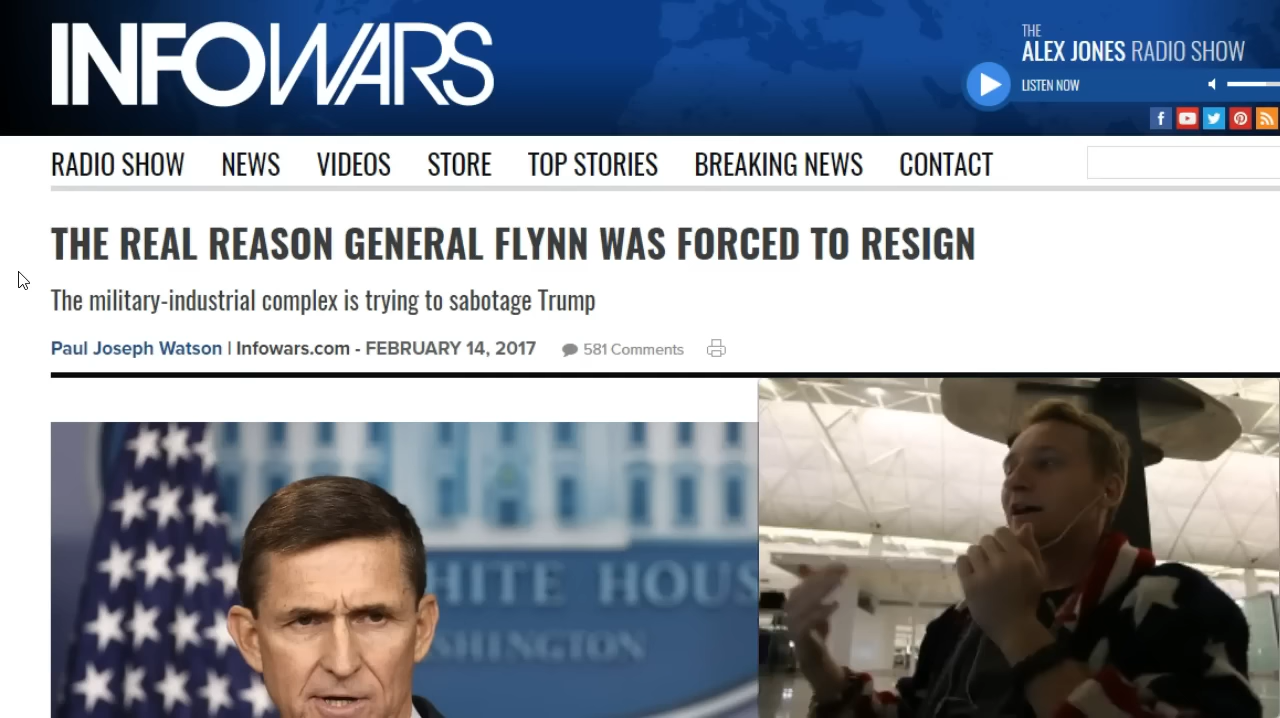 INFOWARS
THE
ALEX JONES RADIO SHOW
LISTEN NOW
RADIO SHOW NEWS VIDEOS STORE TOP STORIES BREAKING NEWS CONTACT
THE REAL REASON GENERAL FLYNN WAS FORCED TO RESIGN
The military-industrial complex is trying to sabotage Trump
Paul Joseph Watson | Infowars.com - FEBRUARY 14, 2017 581 Comments